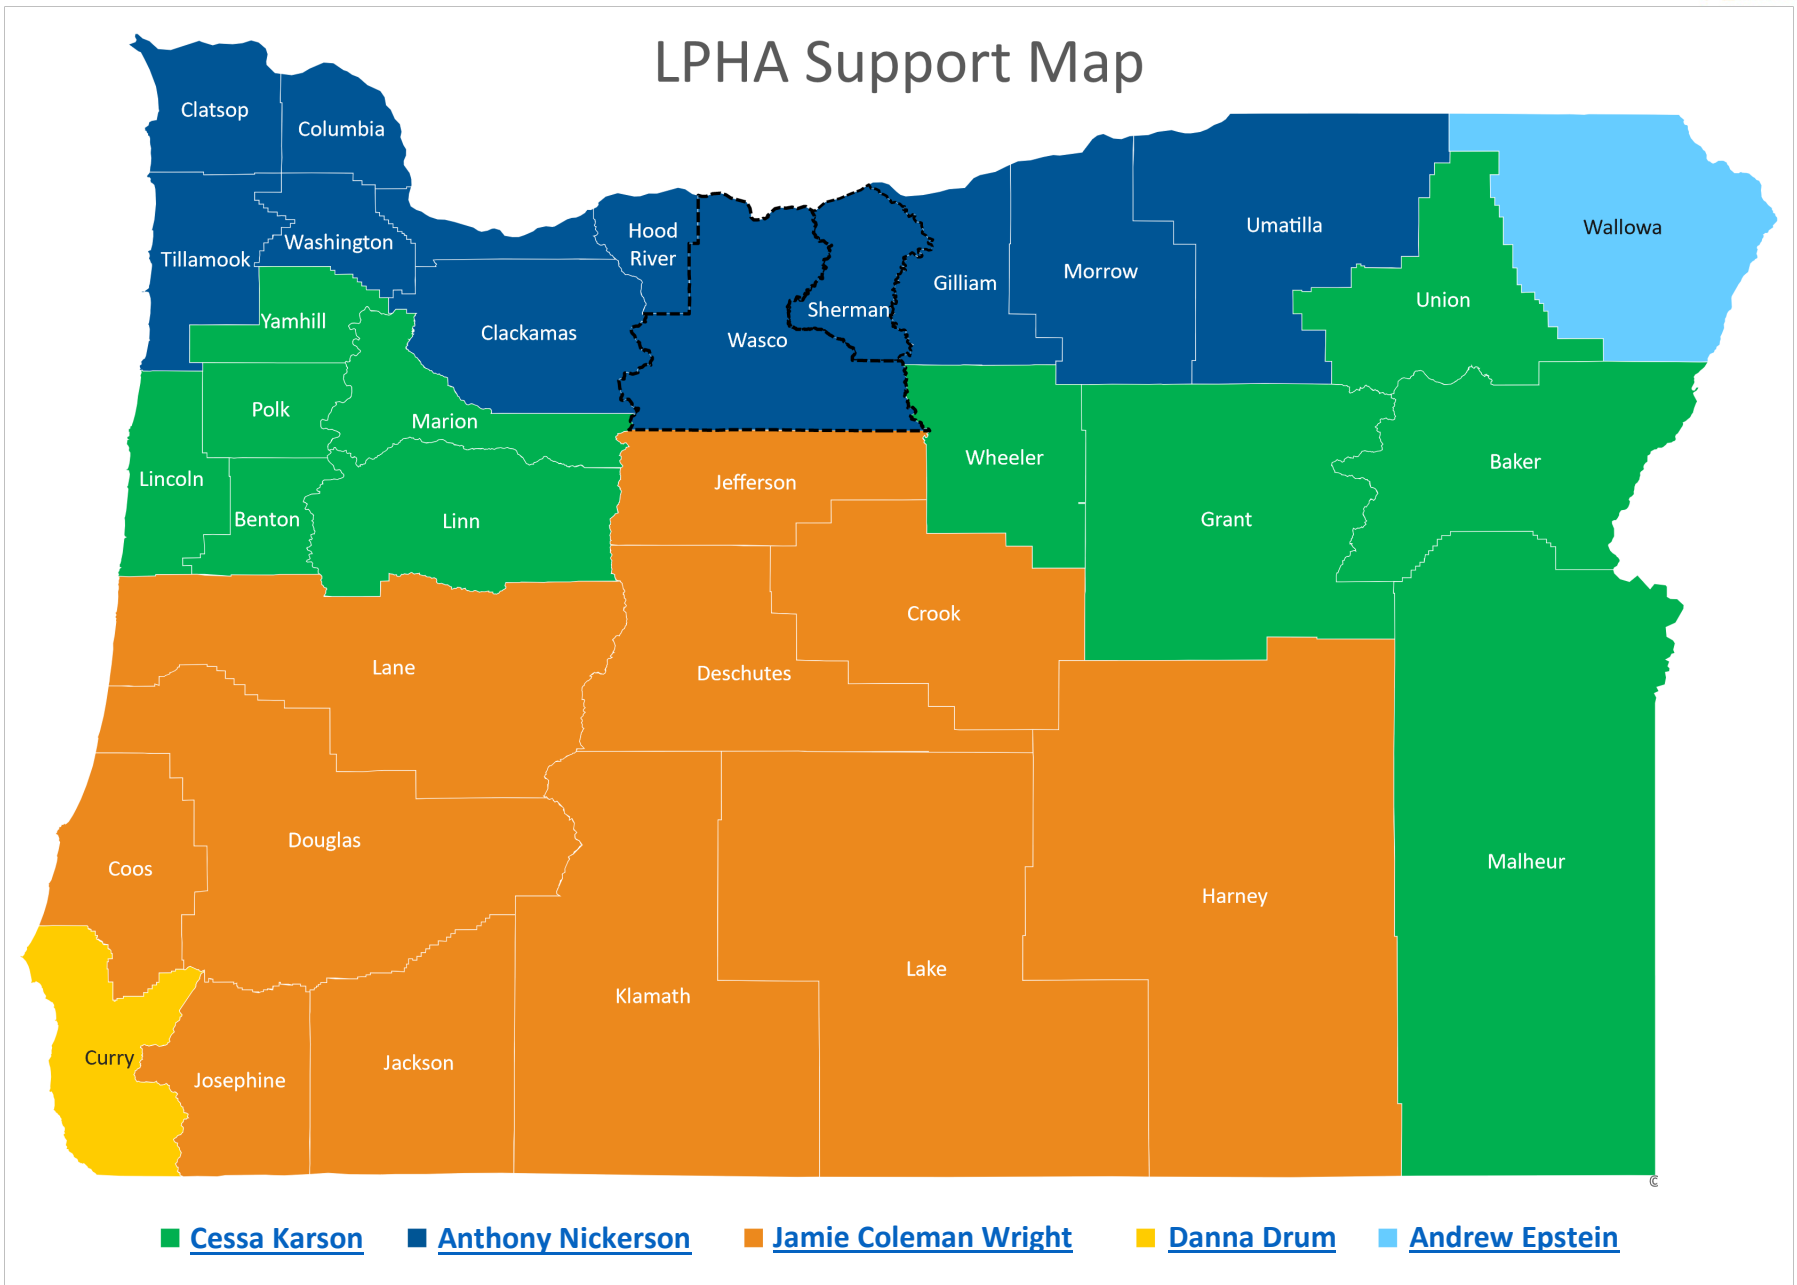 LPHA Support Map
Clatsop
Columbia
Tillamook
Washington
Hood
River
Yamhill
Clackamas
Wasco
Sherman
Gilliam
Morrow
Umatilla
Union
Wallowa
Polk
Marion
Lincoln
Benton
Linn
Jefferson
Wheeler
Grant
Baker
Lane
Deschutes
Crook
Coos
Douglas
Klamath
Lake
Harney
Malheur
Curry
Josephine
Jackson
©
Cessa Karson Anthony Nickerson Jamie Coleman Wright Danna Drum Andrew Epstein